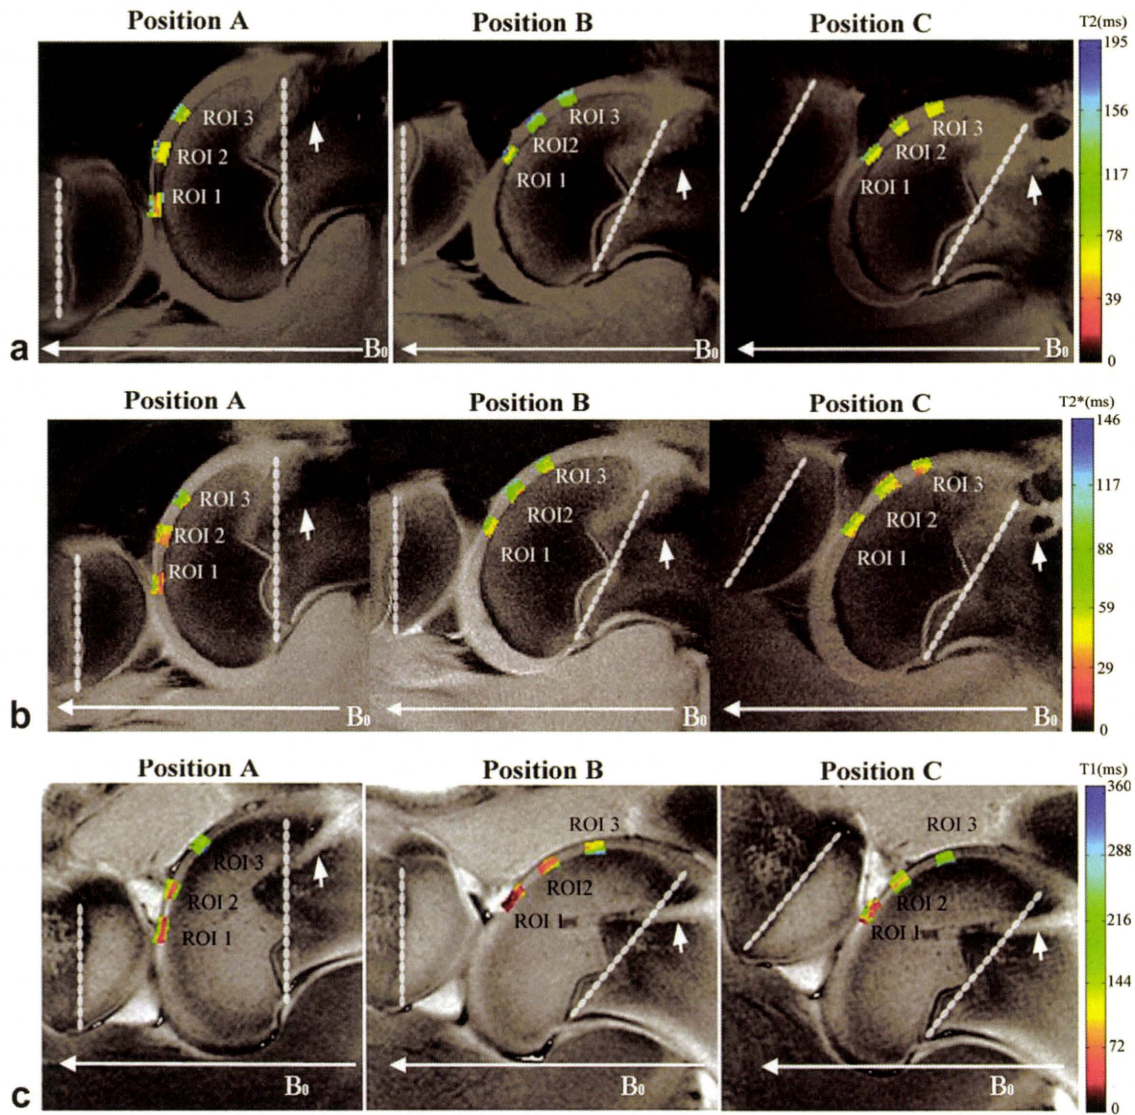 Position A
Position B
Position C
T2(ms)
195
156
117
78
39
0
ROI 3
ROI 2
ROI 1
ROI 3
ROI2
ROI 1
ROI 3
ROI 2
ROI 1
B0
B0
B0
a
Position A
Position B
Position C
T2*(ms)
146
117
88
59
29
0
ROI 3
ROI 2
ROI 1
ROI 3
ROI2
ROI 1
ROI 3
ROI 2
ROI 1
B0
B0
B0
b
Position A
Position B
Position C
T1(ms)
360
288
216
144
72
0
ROI 3
ROI 2
ROI 1
ROI 3
ROI2
ROI 1
ROI 3
ROI 2
ROI 1
B0
B0
B0
c